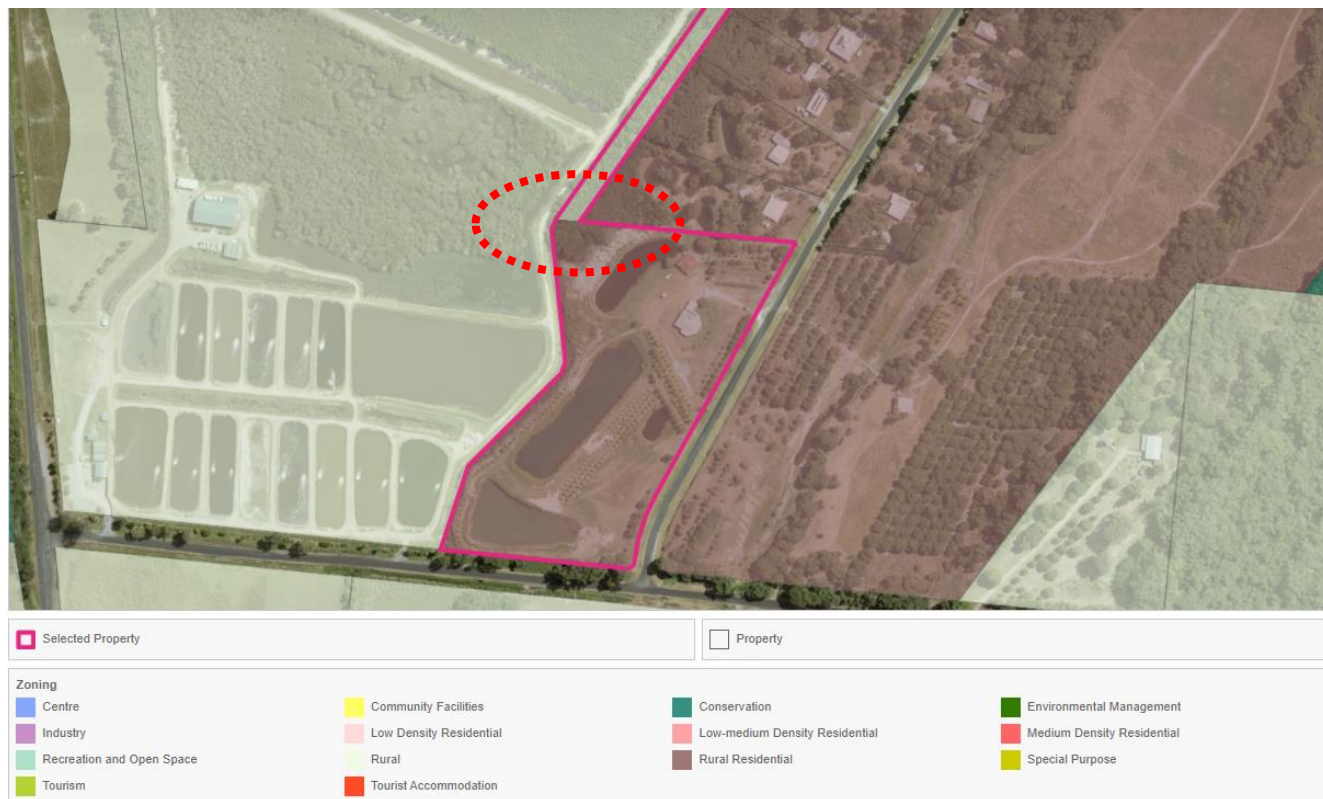 Selected Property
Property
Zoning
Centre
Community Facilities
Conservation
Environmental Management
Industry
Low Density Residential
Low-medium Density Residential
Medium Density Residential
Recreation and Open Space
Rural
Rural Residential
Special Purpose
Tourism
Tourist Accommodation